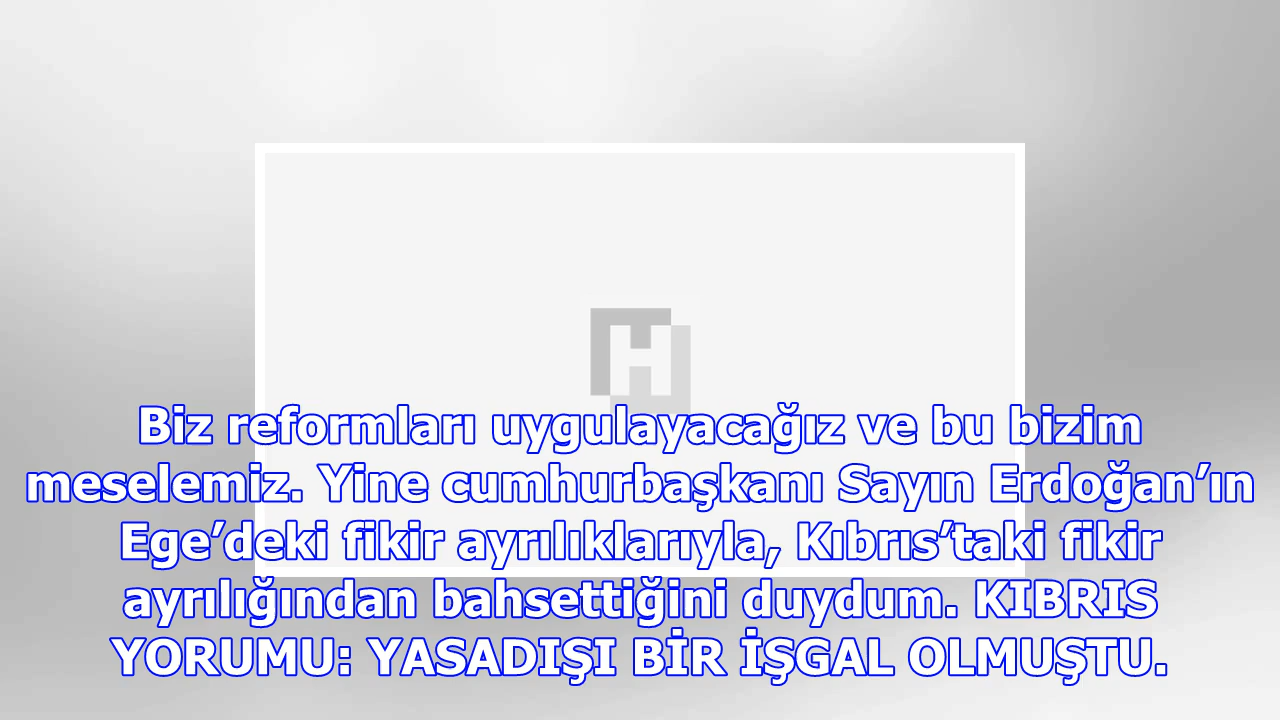 H
Biz reformları uygulayacağız ve bu bizim
meselemiz. Yine cumhurbaşkanı Sayın Erdoğan’ın
Ege’deki fikir ayrılıklarıyla, Kıbrıs’taki fikir
ayrılığından bahsettiğini duydum. KIBRIS
YORUMU: YASADIŞI BİR İŞGAL OLMUŞTU.